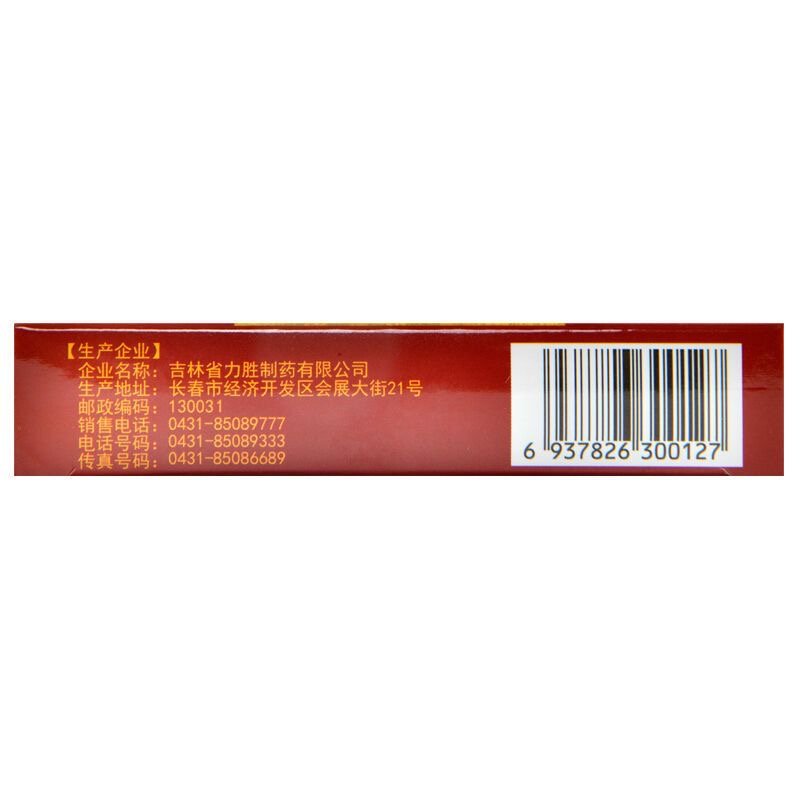 【生产企业】
企业名称：吉林省力胜制药有限公司
生产地址：长春市经济开发区会展大街21号
邮政编码：130031
销售电话：0431-85089777
电话号码：0431-85089333
传真号码：0431-85086689
6 937826 300127